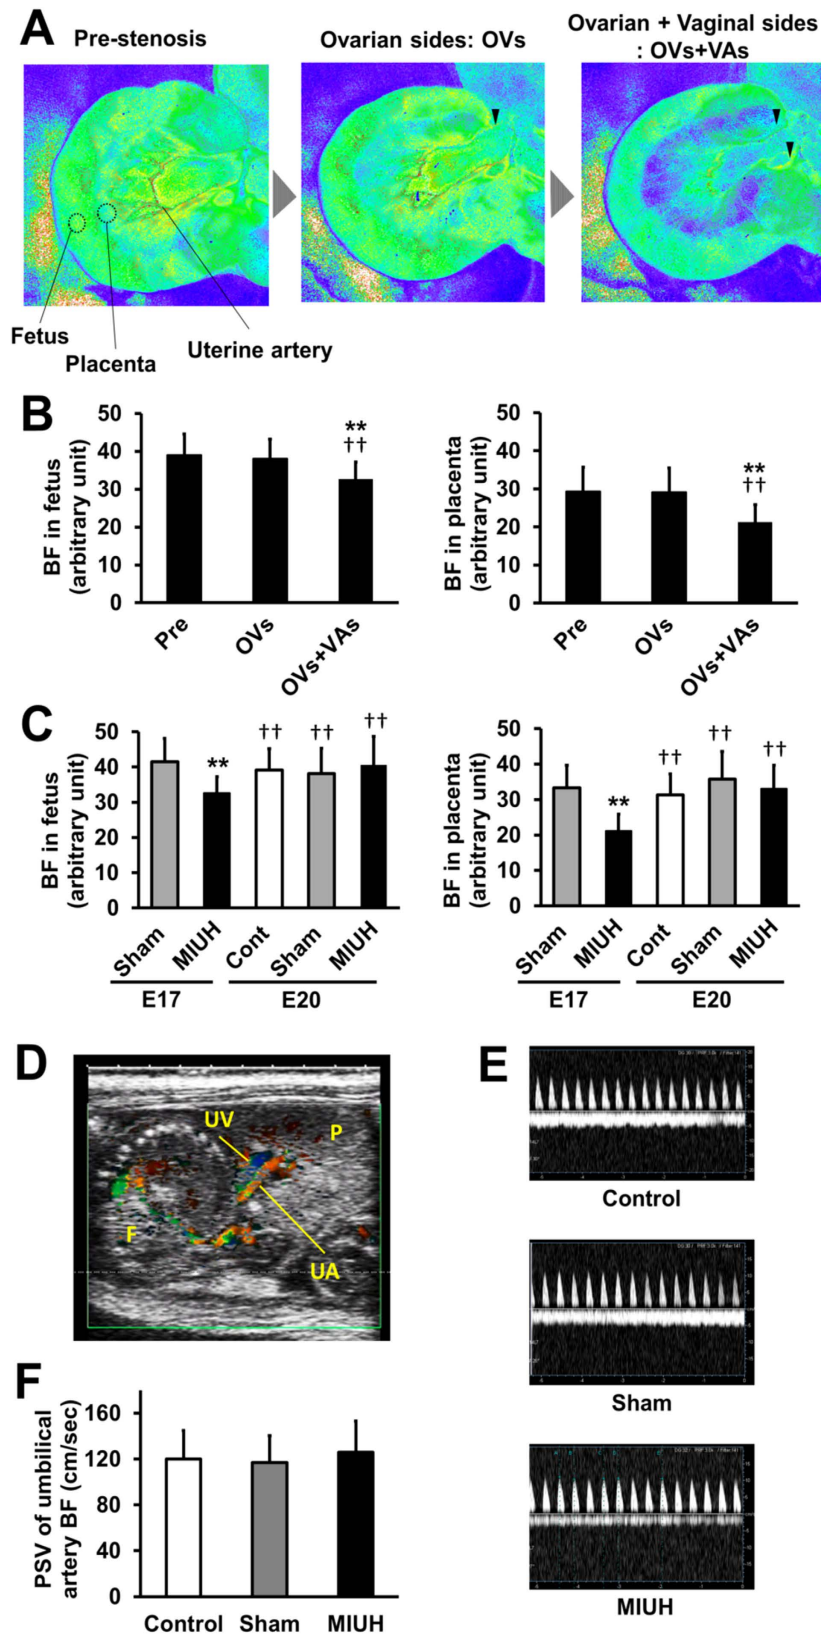 A
Pre-stenosis
Ovarian sides: OVs
Ovarian + Vaginal sides
: OVs+VAs
Fetus
Placenta
Uterine artery
B
BF in fetus
(arbitrary unit)
50
40
30
20
10
0
**
††
Pre
OVs
OVs+VAs
BF in placenta
(arbitrary unit)
50
40
30
20
10
0
**
††
Pre
OVs
OVs+VAs
C
BF in fetus
(arbitrary unit)
50
40
30
20
10
0
**
††
††
††
Sham
MIUH
Cont
Sham
MIUH
E17
E20
BF in placenta
(arbitrary unit)
50
40
30
20
10
0
**
††
††
††
Sham
MIUH
Cont
Sham
MIUH
E17
E20
D
UV
P
F
UA
E
Control
Sham
MIUH
F
PSV of umbilical
artery BF (cm/sec)
160
120
80
40
0
Control
Sham
MIUH